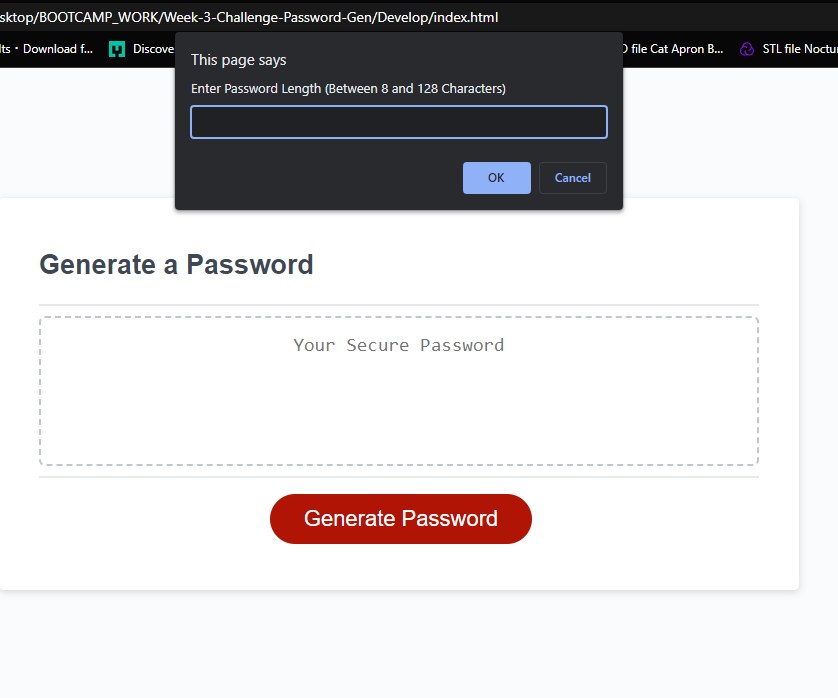 sktop/BOOTCAMP_WORK/Week-3-Challenge-Password-Gen/Develop/index.html
lts • Download f... Discove file Cat Apron B... STL file Noctur
This page says
Enter Password Length (Between 8 and 128 Characters)
OK Cancel
Generate a Password
Your Secure Password
Generate Password